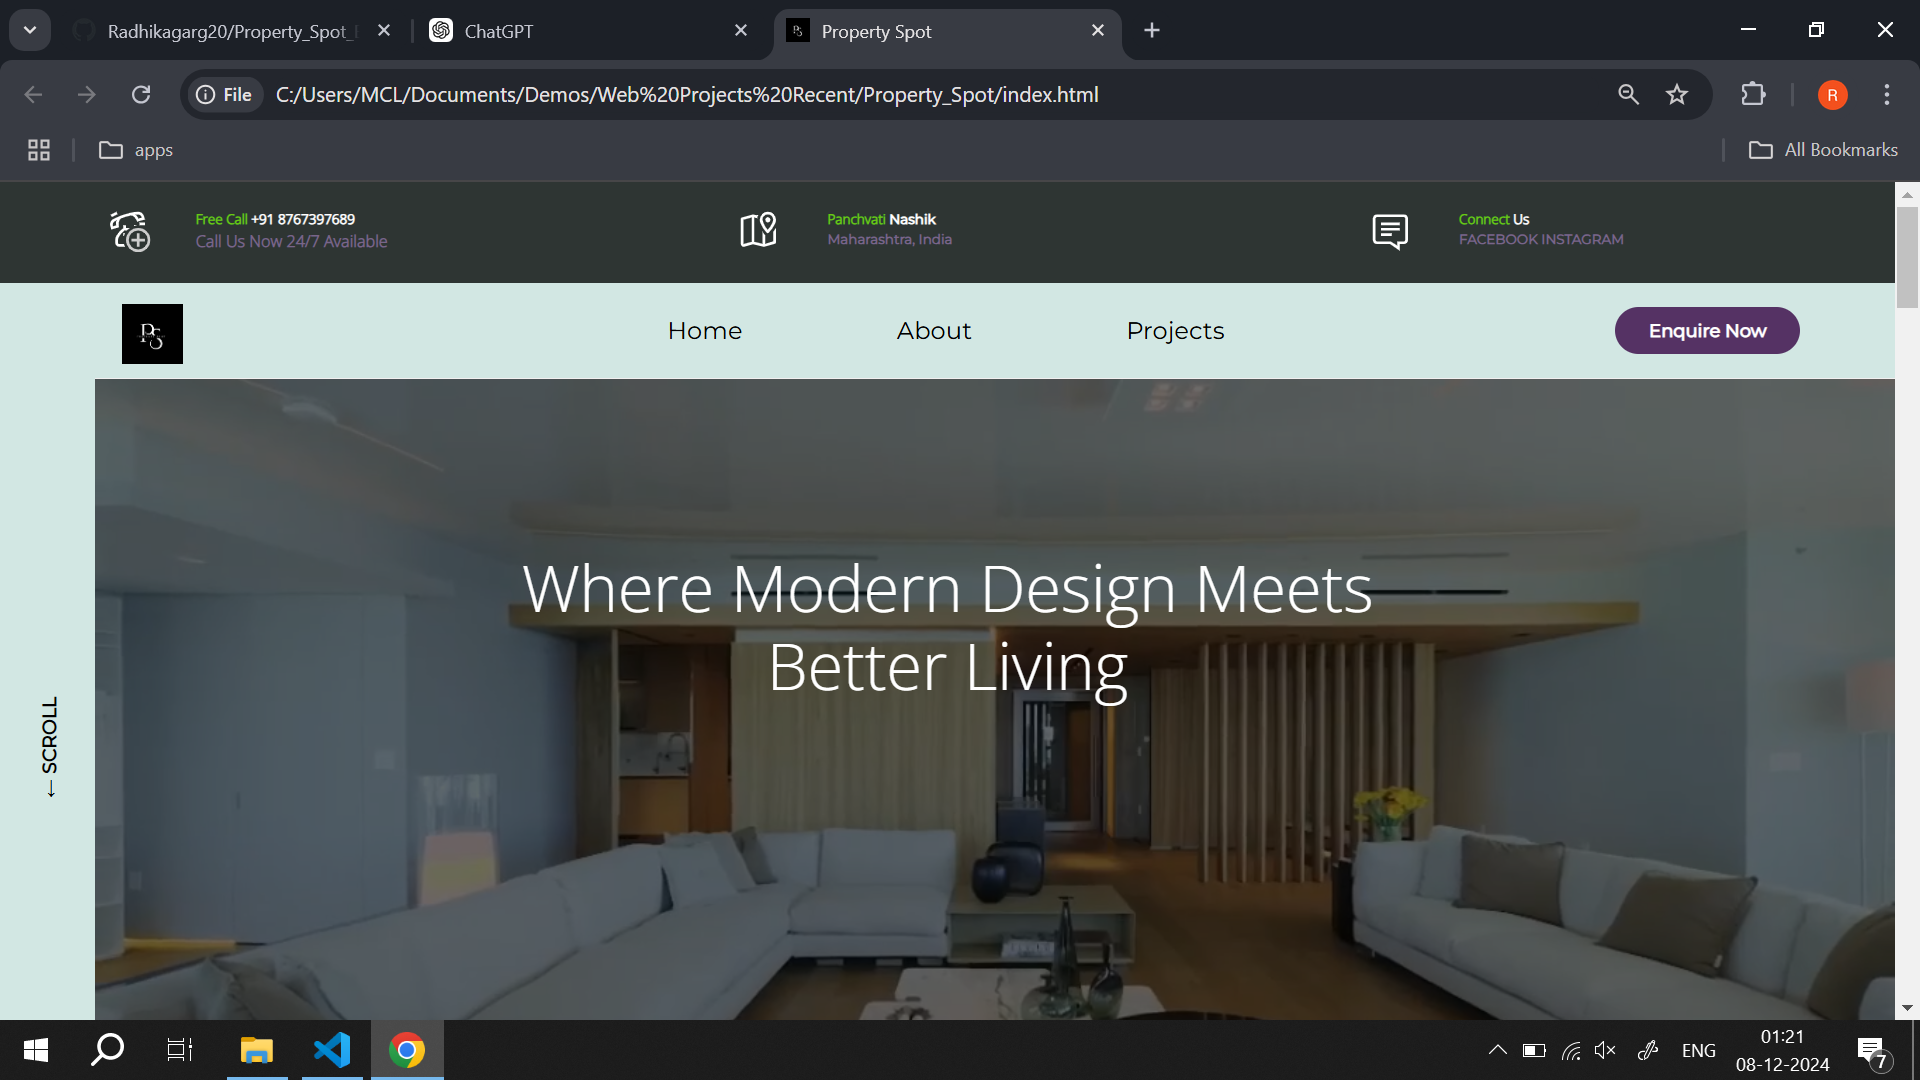 Radhikagarg20/Property_Spot_
ChatGPT
Property Spot
File
C:/Users/MCL/Documents/Demos/Web%20Projects%20Recent/Property_Spot/index.html
R
apps
All Bookmarks
Free Call +91 8767397689
Call Us Now 24/7 Available
Panchvati Nashik
Maharashtra, India
Connect Us
FACEBOOK INSTAGRAM
PS
Home
About
Projects
Enquire Now
Where Modern Design Meets
Better Living
← SCROLL
ENG
01:21
08-12-2024
7